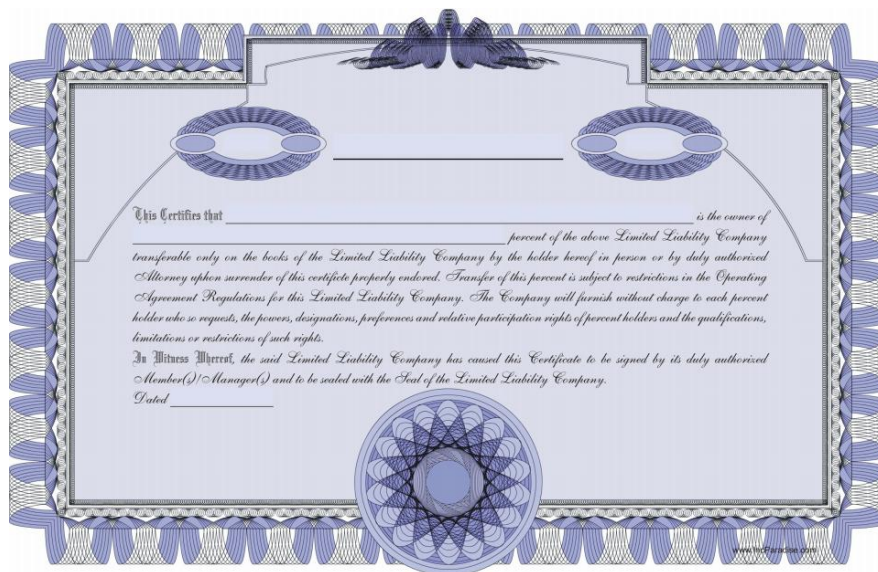 This Certifies that is the owner of
percent of the above Limited Liability Company
transferable only on the books of the Limited Liability Company by the holder hereof in person or by duly authorized
Attorney uphon surrender of this certificte properly endored. Transfer of this percent is subject to restrictions in the Operating
Agreement Regulations for this Limited Liability Company. The Company will furnish without charge to each percent
holder who so requests, the powers, designations, preferences and relative participation rights of percent holders and the qualifications,
limitations or restrictions of such rights.
In Witness Whereof, the said Limited Liability Company has caused this Certificate to be signed by its duly authorized
Member(s)/Manager(s) and to be sealed with the Seal of the Limited Liability Company.
Dated
www.IncParadise.com